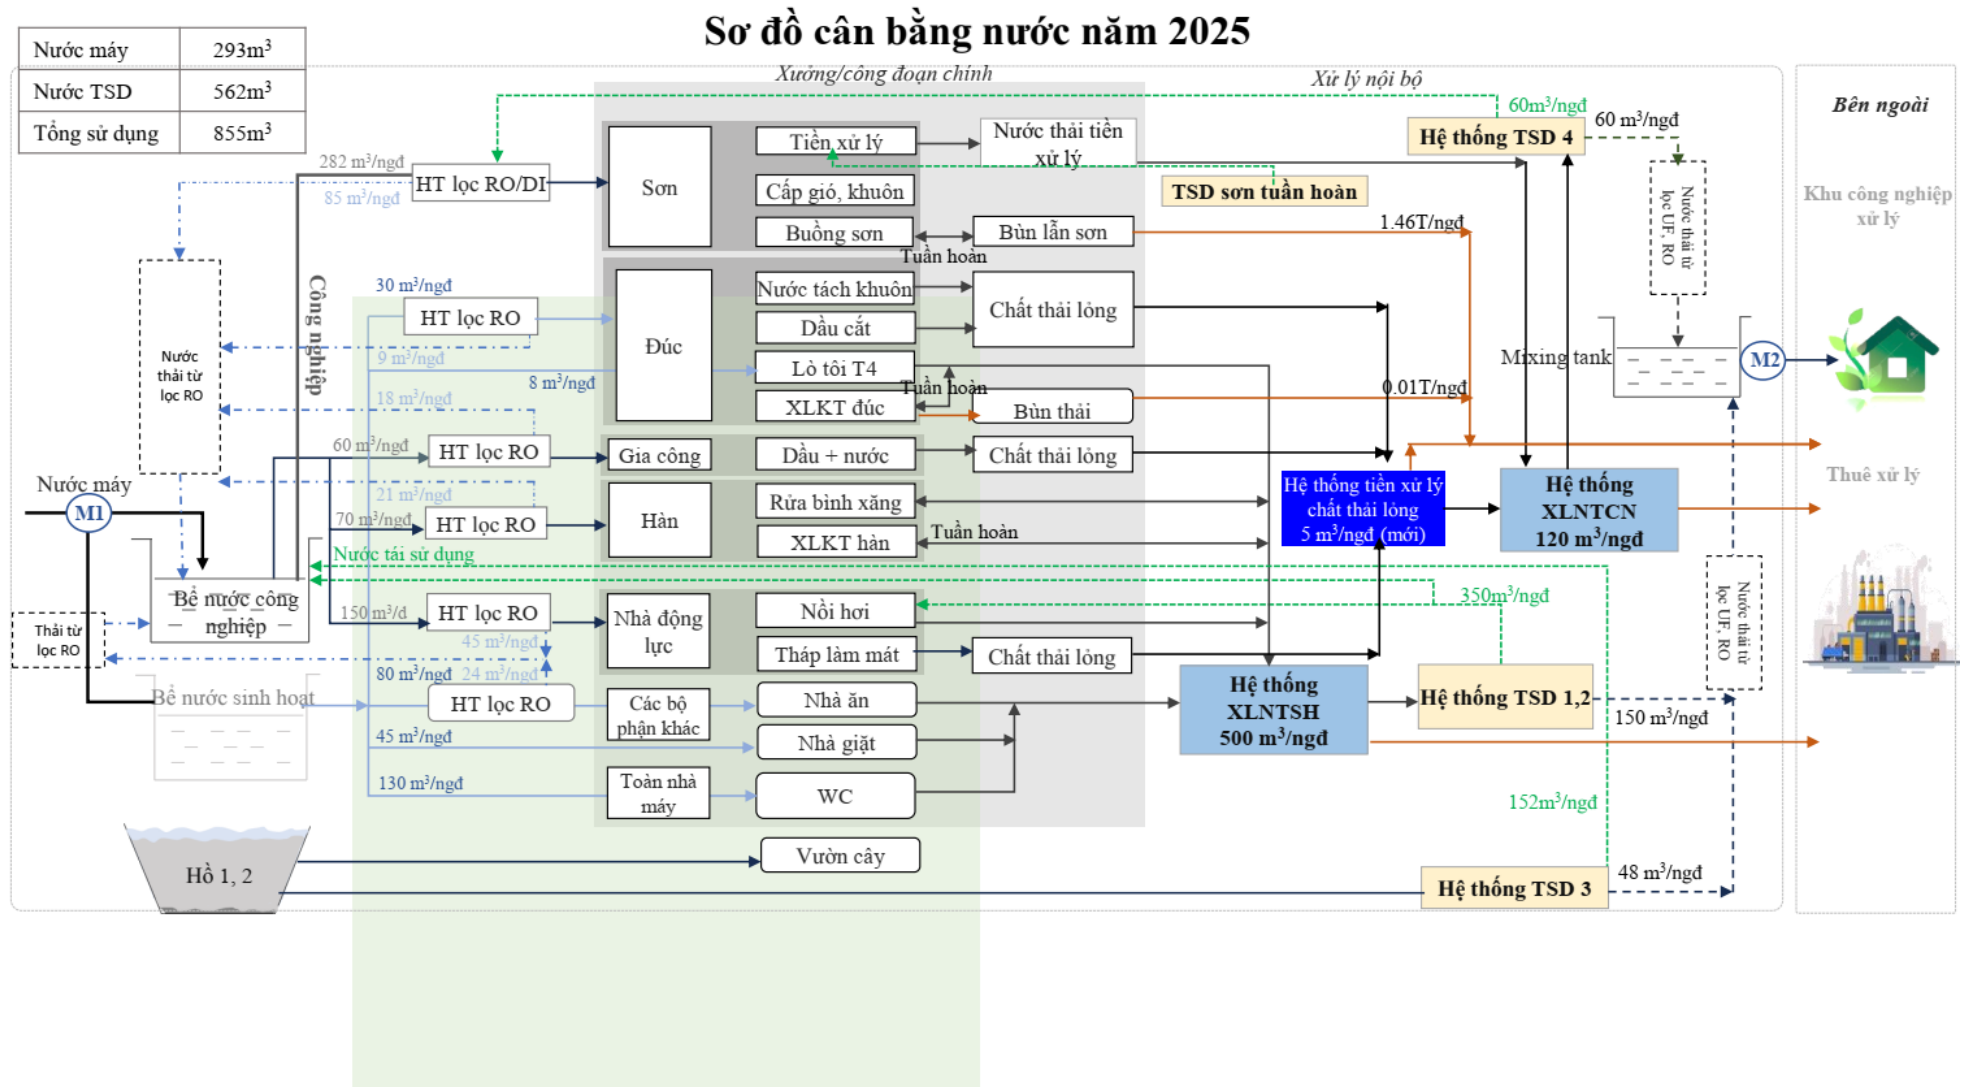 Sơ đồ cân bằng nước năm 2025
Nước máy 293m³
Nước TSD 562m³
Tổng sử dụng 855m³
Xưởng/công đoạn chính
Xử lý nội bộ
Bên ngoài
60m³/ngđ
60 m³/ngđ
Hệ thống TSD 4
Tiền xử lý
Nước thải tiền
xử lý
282 m³/ngđ
HT lọc RO/DI
85 m³/ngđ
Sơn
Cấp gió, khuôn
TSD sơn tuần hoàn
Nước thải từ
lọc UF, RO
Khu công nghiệp
xử lý
Buồng sơn
Bùn lẫn sơn
1.46T/ngđ
Tuần hoàn
30 m³/ngđ
HT lọc RO
Công nghiệp
Nước tách khuôn
Chất thải lỏng
Dầu cắt
Đúc
9 m³/ngđ
Nước
thải từ
lọc RO
8 m³/ngđ
Lò tôi T4
Tuần hoàn
0.01T/ngđ
Mixing tank
M2
18 m³/ngđ
XLKT đúc
Bùn thải
60 m³/ngđ
HT lọc RO
Gia công
Dầu + nước
Chất thải lỏng
Thuê xử lý
Nước máy
M1
21 m³/ngđ
70 m³/ngđ
HT lọc RO
Hàn
Rửa bình xăng
XLKT hàn
Tuần hoàn
Hệ thống tiền xử lý
chất thải lỏng
5 m³/ngđ (mới)
Hệ thống
XLNTCN
120 m³/ngđ
Nước tái sử dụng
Bể nước công
nghiệp
Thải từ
lọc RO
150 m³/d
HT lọc RO
45 m³/ngđ
Nhà động
lực
Nồi hơi
350m³/ngđ
Tháp làm mát
Chất thải lỏng
Nước thải từ
lọc UF, RO
80 m³/ngđ
24 m³/ngđ
Bể nước sinh hoạt
HT lọc RO
Các bộ
phận khác
Nhà ăn
Hệ thống
XLNTSH
500 m³/ngđ
Hệ thống TSD 1,2
150 m³/ngđ
45 m³/ngđ
Nhà giặt
130 m³/ngđ
Toàn nhà
máy
WC
152m³/ngđ
Hồ 1, 2
Vườn cây
Hệ thống TSD 3
48 m³/ngđ